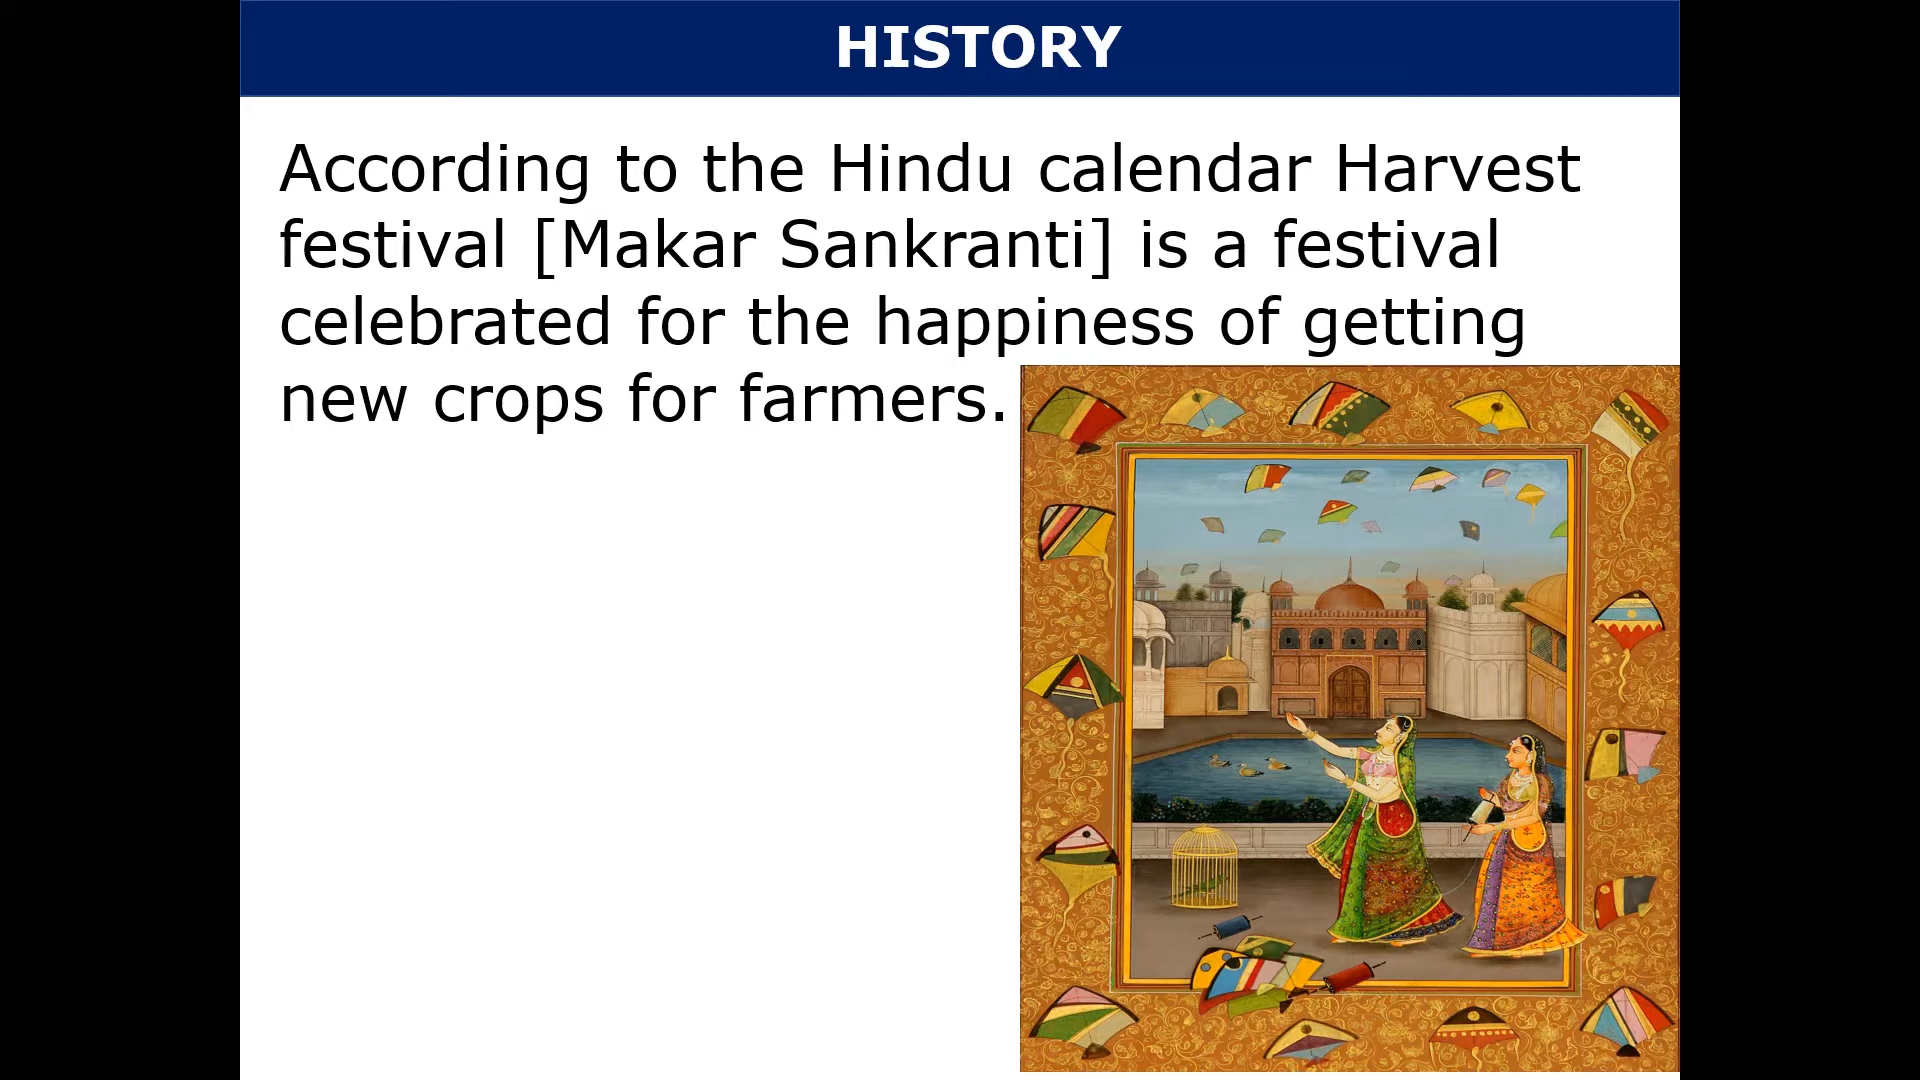 HISTORY
According to the Hindu calendar Harvest
festival [Makar Sankranti] is a festival
celebrated for the happiness of getting
new crops for farmers.